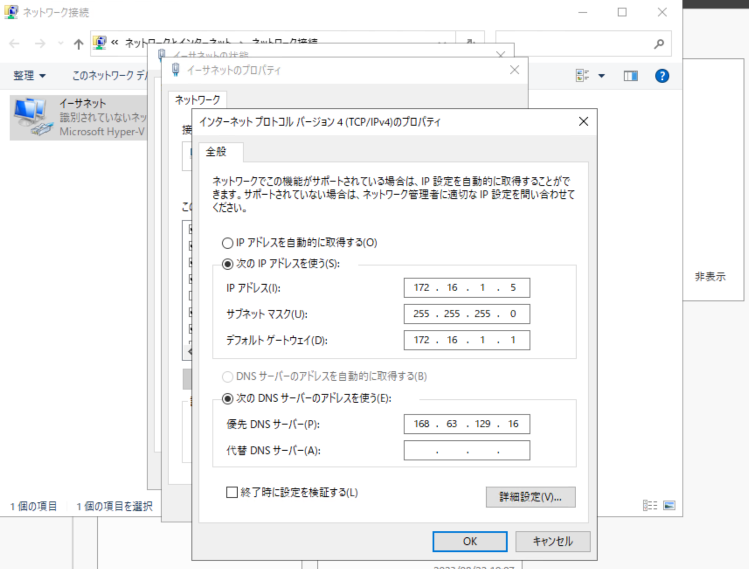 ネットワーク接続
« ネットワークとインターネット › ネットワーク接続
整理
このネットワーク デバ
イーサネット
識別されていないネッ
Microsoft Hyper-V
イーサネットの状態
イーサネットのプロパティ
ネットワーク
接
この
インターネット プロトコル バージョン 4 (TCP/IPv4)のプロパティ
全般
ネットワークでこの機能がサポートされている場合は、IP 設定を自動的に取得することがで
きます。サポートされていない場合は、ネットワーク管理者に適切な IP 設定を問い合わせて
ください。
IP アドレスを自動的に取得する(O)
次の IP アドレスを使う(S):
IP アドレス(I):
172 . 16 . 1 . 5
サブネット マスク(U):
255 . 255 . 255 . 0
デフォルト ゲートウェイ(D):
172 . 16 . 1 . 1
DNS サーバーのアドレスを自動的に取得する(B)
次の DNS サーバーのアドレスを使う(E):
優先 DNS サーバー(P):
168 . 63 . 129 . 16
代替 DNS サーバー(A):
. . .
終了時に設定を検証する(L)
詳細設定(V)...
OK
キャンセル
非表示
1 個の項目
1 個の項目を選択